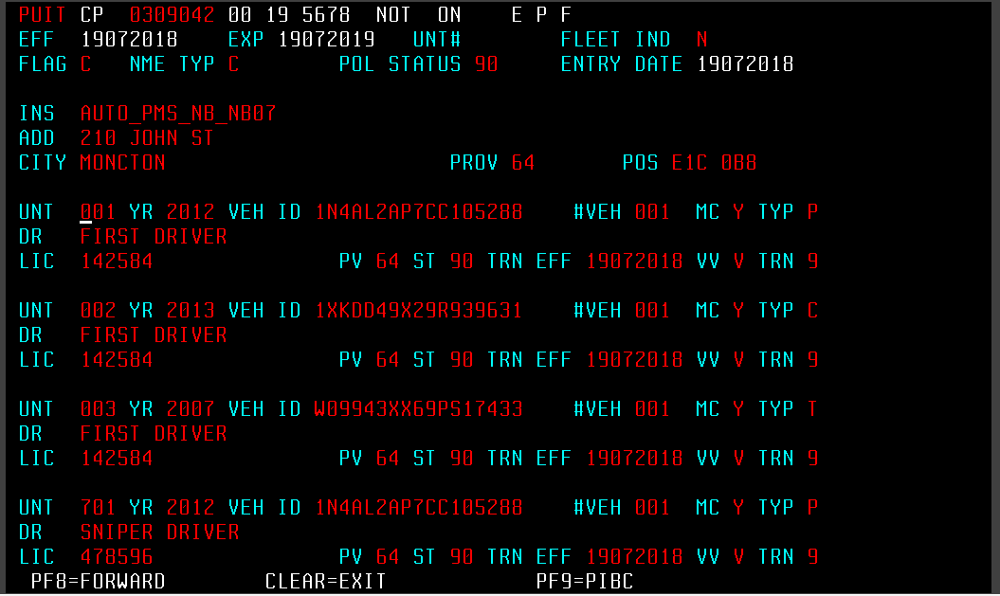 PUIT CP 0309042 00 19 5678 NOT ON E P F
EFF 19072018 EXP 19072019 UNT# FLEET IND N
FLAG C NME TYP C POL STATUS 90 ENTRY DATE 19072018
INS AUTO_PMS_NB_NB07
ADD 210 JOHN ST
CITY MONCTON PROV 64 POS E1C 0B8
UNT 001 YR 2012 VEH ID 1N4AL2AP7CC105288 #VEH 001 MC Y TYP P
DR FIRST DRIVER
LIC 142584 PV 64 ST 90 TRN EFF 19072018 VV V TRN 9
UNT 002 YR 2013 VEH ID 1XKDD49X29R939631 #VEH 001 MC Y TYP C
DR FIRST DRIVER
LIC 142584 PV 64 ST 90 TRN EFF 19072018 VV V TRN 9
UNT 003 YR 2007 VEH ID W09943XX69PS17433 #VEH 001 MC Y TYP T
DR FIRST DRIVER
LIC 142584 PV 64 ST 90 TRN EFF 19072018 VV V TRN 9
UNT 701 YR 2012 VEH ID 1N4AL2AP7CC105288 #VEH 001 MC Y TYP P
DR SNIPER DRIVER
LIC 478596 PV 64 ST 90 TRN EFF 19072018 VV V TRN 9
PF8=FORWARD CLEAR=EXIT PF9=PIBC